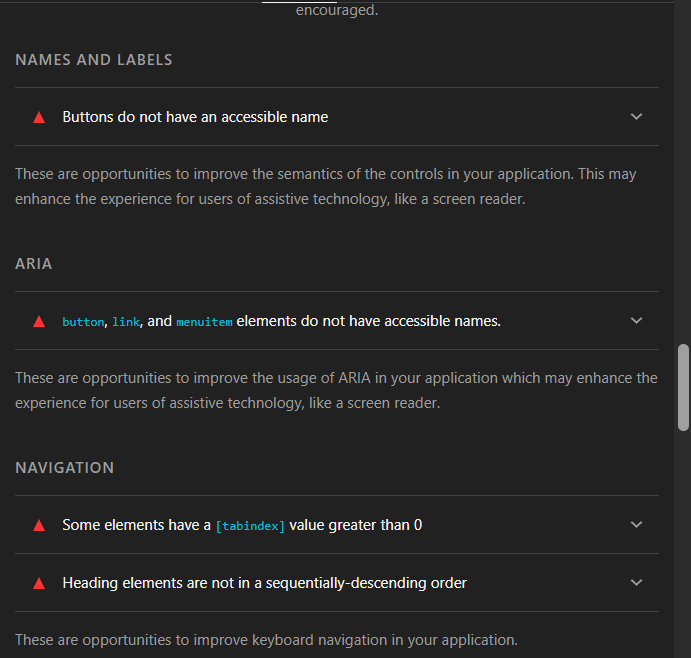 encouraged.
NAMES AND LABELS
Buttons do not have an accessible name
These are opportunities to improve the semantics of the controls in your application. This may
enhance the experience for users of assistive technology, like a screen reader.
ARIA
button, link, and menuitem elements do not have accessible names.
These are opportunities to improve the usage of ARIA in your application which may enhance the
experience for users of assistive technology, like a screen reader.
NAVIGATION
Some elements have a [tabindex] value greater than 0
Heading elements are not in a sequentially-descending order
These are opportunities to improve keyboard navigation in your application.